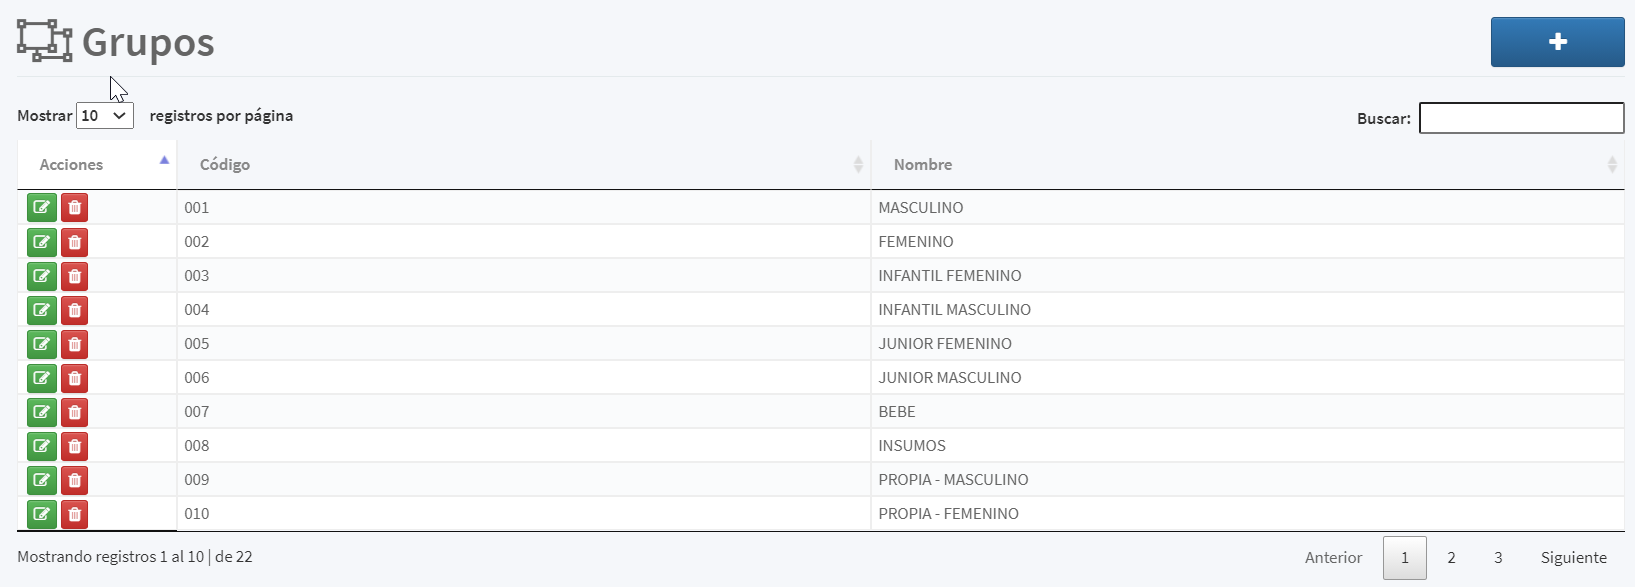 Grupos
Mostrar 10 registros por página
Buscar:
Acciones Código Nombre
001 MASCULINO
002 FEMENINO
003 INFANTIL FEMENINO
004 INFANTIL MASCULINO
005 JUNIOR FEMENINO
006 JUNIOR MASCULINO
007 BEBE
008 INSUMOS
009 PROPIA - MASCULINO
010 PROPIA - FEMENINO
Mostrando registros 1 al 10 | de 22
Anterior 1 2 3 Siguiente